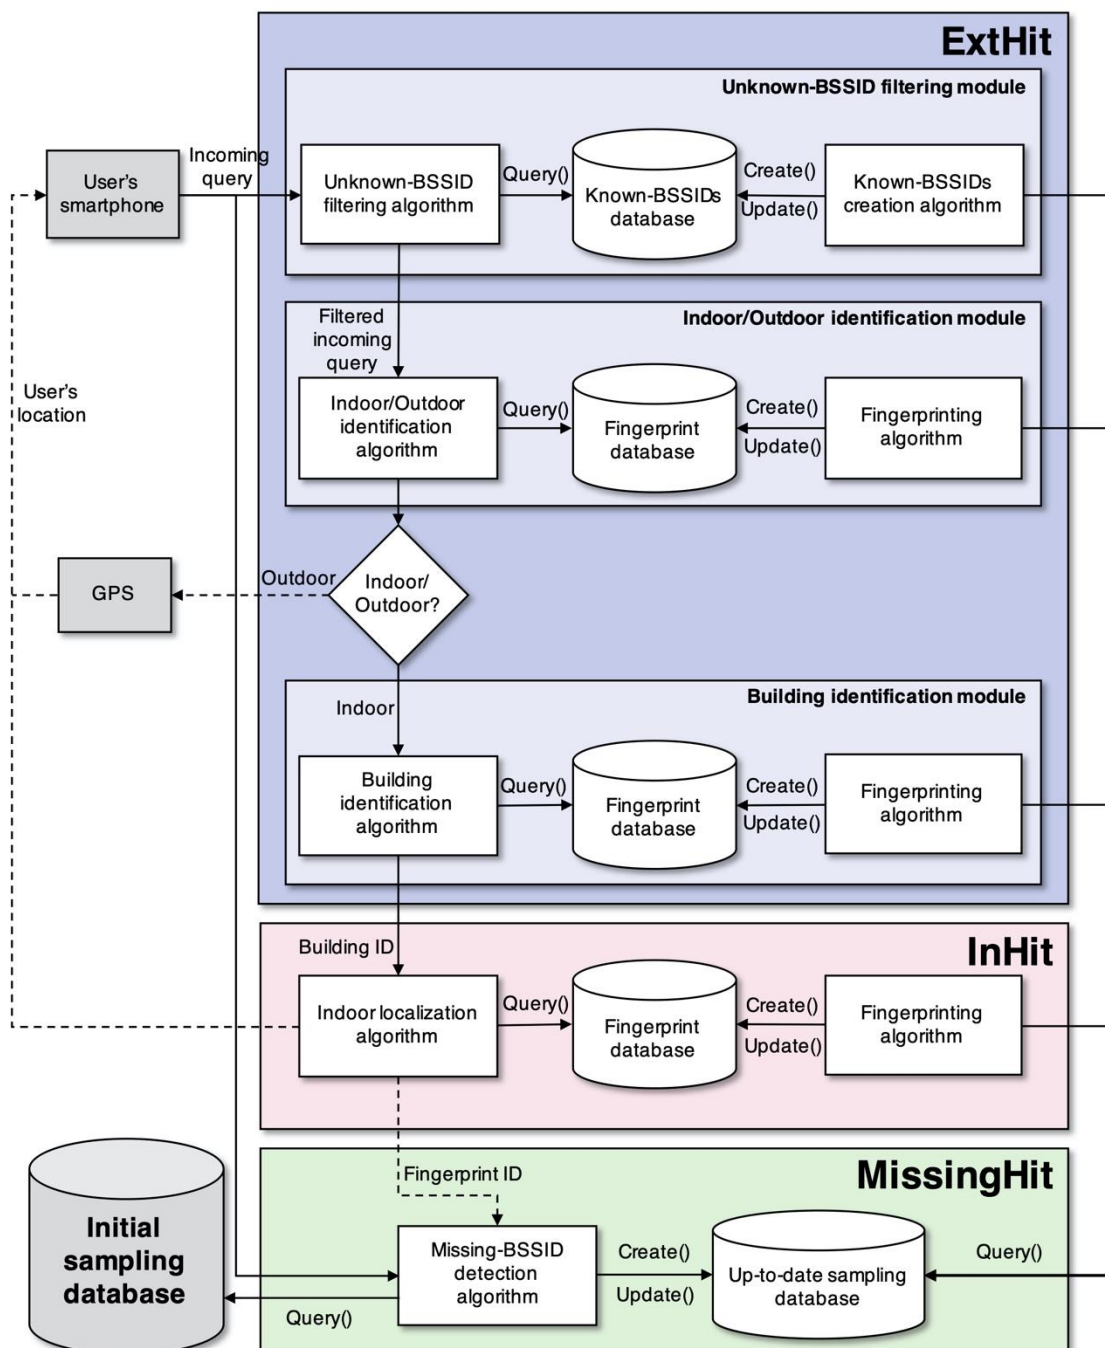 ExtHit
Unknown-BSSID filtering module
Incoming
query
User's
smartphone
Unknown-BSSID
filtering algorithm
Query()
Known-BSSIDs
database
Create()
Update()
Known-BSSIDs
creation algorithm
Filtered
incoming
query
Indoor/Outdoor identification module
User's
location
Indoor/Outdoor
identification
algorithm
Query()
Fingerprint
database
Create()
Update()
Fingerprinting
algorithm
GPS
Outdoor
Indoor/
Outdoor?
Indoor
Building identification module
Building
identification
algorithm
Query()
Fingerprint
database
Create()
Update()
Fingerprinting
algorithm
Building ID
InHit
Indoor localization
algorithm
Query()
Fingerprint
database
Create()
Update()
Fingerprinting
algorithm
Fingerprint ID
MissingHit
Initial
sampling
database
Query()
Missing-BSSID
detection
algorithm
Create()
Update()
Up-to-date sampling
database
Query()